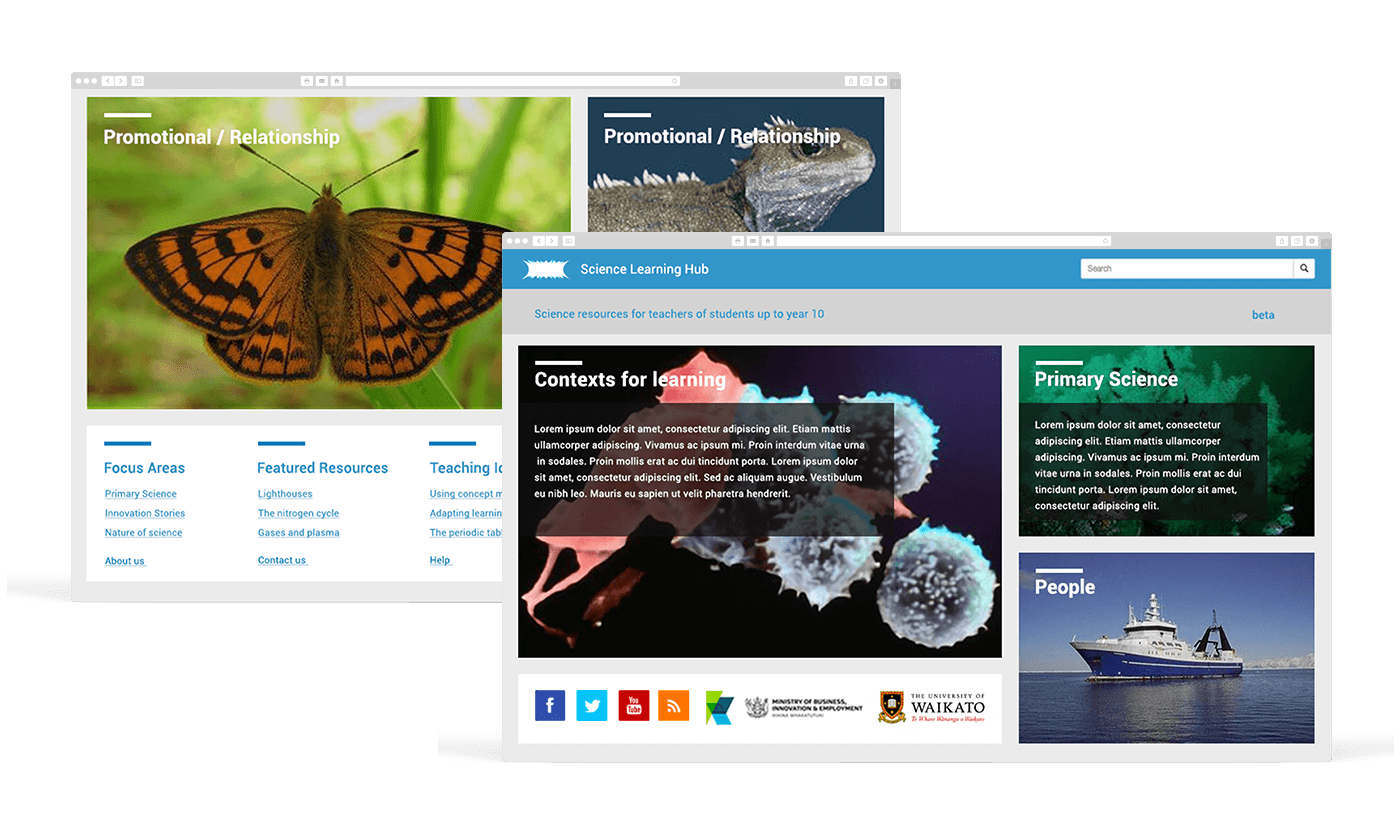 Promotional / Relationship
Promotional / Relationship
Focus Areas
Primary Science
Innovation Stories
Nature of science
About us
Featured Resources
Lighthouses
The nitrogen cycle
Gases and plasma
Contact us
Teaching
Using concept
Adapting
The periodic
Help
Science Learning Hub
Search
Science resources for teachers of students up to year 10
beta
Contexts for learning
Lorem ipsum dolor sit amet, consectetur adipiscing elit. Etiam mattis
ullamcorper adipiscing. Vivamus ac ipsum mi. Proin interdum vitae urna
in sodales. Proin mollis erat ac dui tincidunt porta. Lorem ipsum dolor
sit amet, consectetur adipiscing elit. Sed ac aliquam augue. Vestibulum
eu nibh leo. Mauris eu sapien ut velit pharetra hendrerit.
Primary Science
Lorem ipsum dolor sit amet, consectetur
adipiscing elit. Etiam mattis ullamcorper
adipiscing. Vivamus ac ipsum mi. Proin interdum
vitae urna in sodales. Proin mollis erat ac dui
tincidunt porta. Lorem ipsum dolor sit amet,
consectetur adipiscing elit.
People
f
You
Tube
MINISTRY OF BUSINESS,
INNOVATION & EMPLOYMENT
HIKINA WHAKATUTUKI
THE UNIVERSITY OF
WAIKATO
Te Whare Wānanga o Waikato